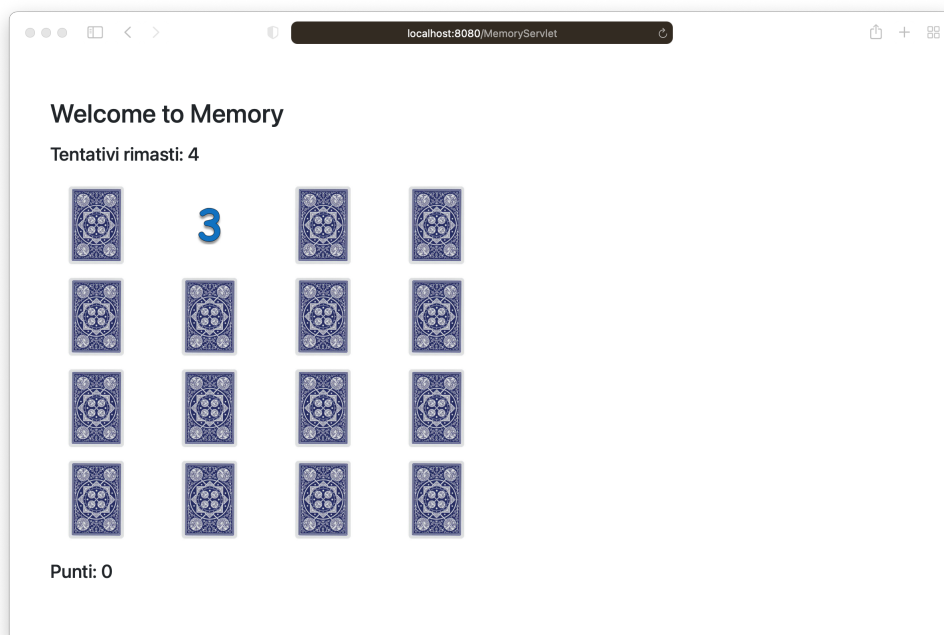 localhost:8080/MemoryServlet
Welcome to Memory
Tentativi rimasti: 4
3
Punti: 0